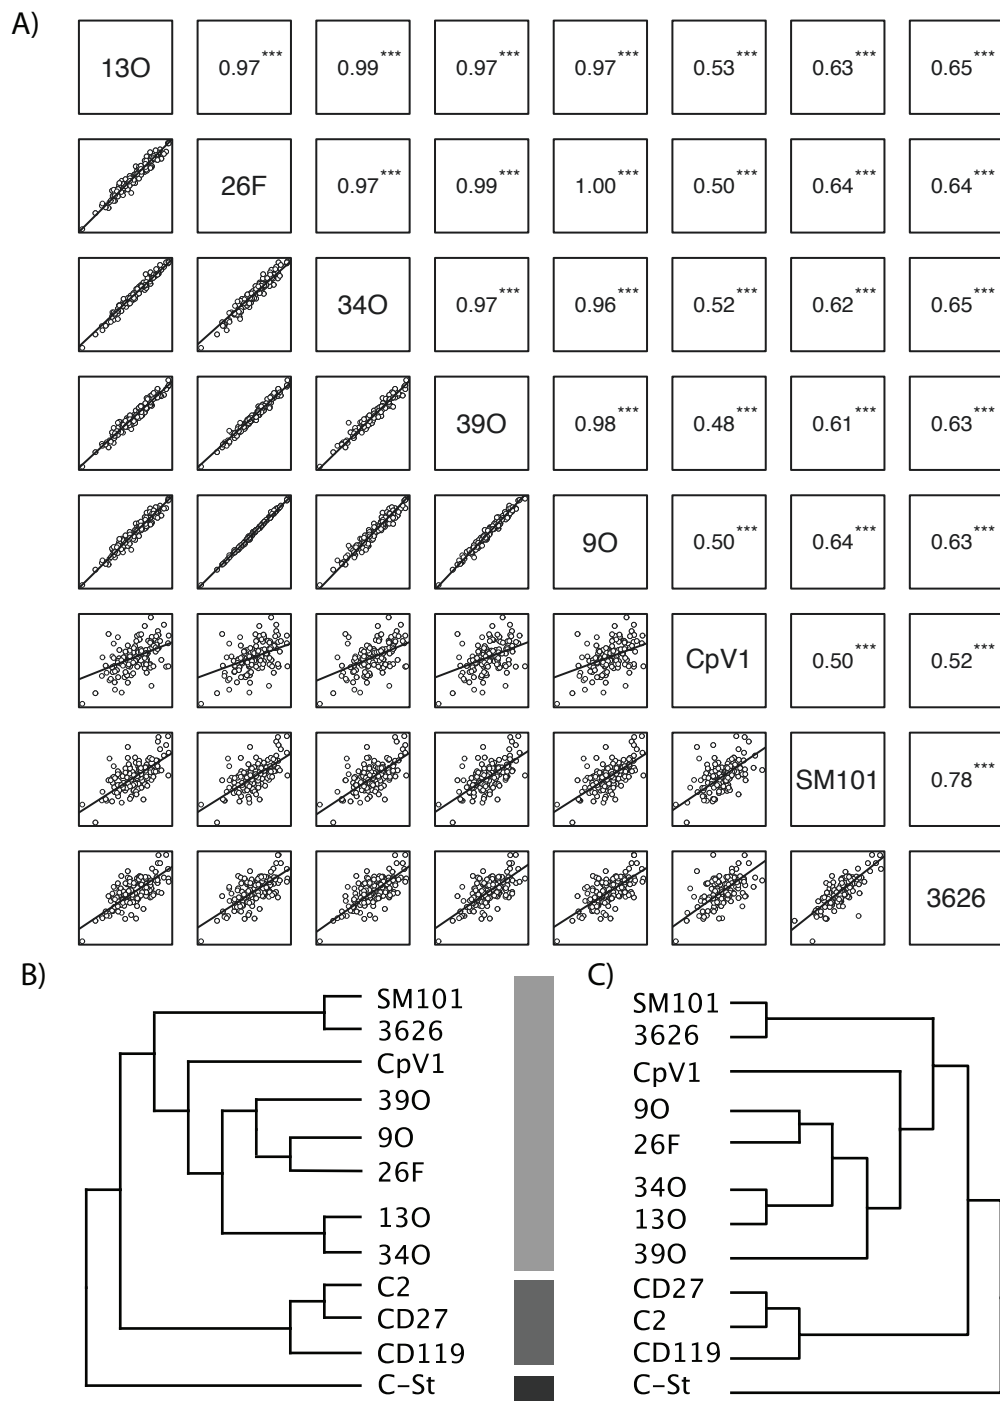 A)
13O 0.97*** 0.99*** 0.97*** 0.97*** 0.53*** 0.63*** 0.65***
26F 0.97*** 0.99*** 1.00*** 0.50*** 0.64*** 0.64***
34O 0.97*** 0.96*** 0.52*** 0.62*** 0.65***
39O 0.98*** 0.48*** 0.61*** 0.63***
9O 0.50*** 0.64*** 0.63***
CpV1 0.50*** 0.52***
SM101 0.78***
3626
B)
SM101
3626
CpV1
39O
9O
26F
13O
34O
C2
CD27
CD119
C-St
C)
SM101
3626
CpV1
9O
26F
34O
13O
39O
CD27
C2
CD119
C-St